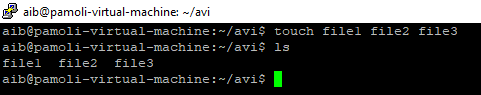 aib@pamoli-virtual-machine: ~/avi
aib@pamoli-virtual-machine:~/avi$ touch file1 file2 file3
aib@pamoli-virtual-machine:~/avi$ ls
file1  file2  file3
aib@pamoli-virtual-machine:~/avi$